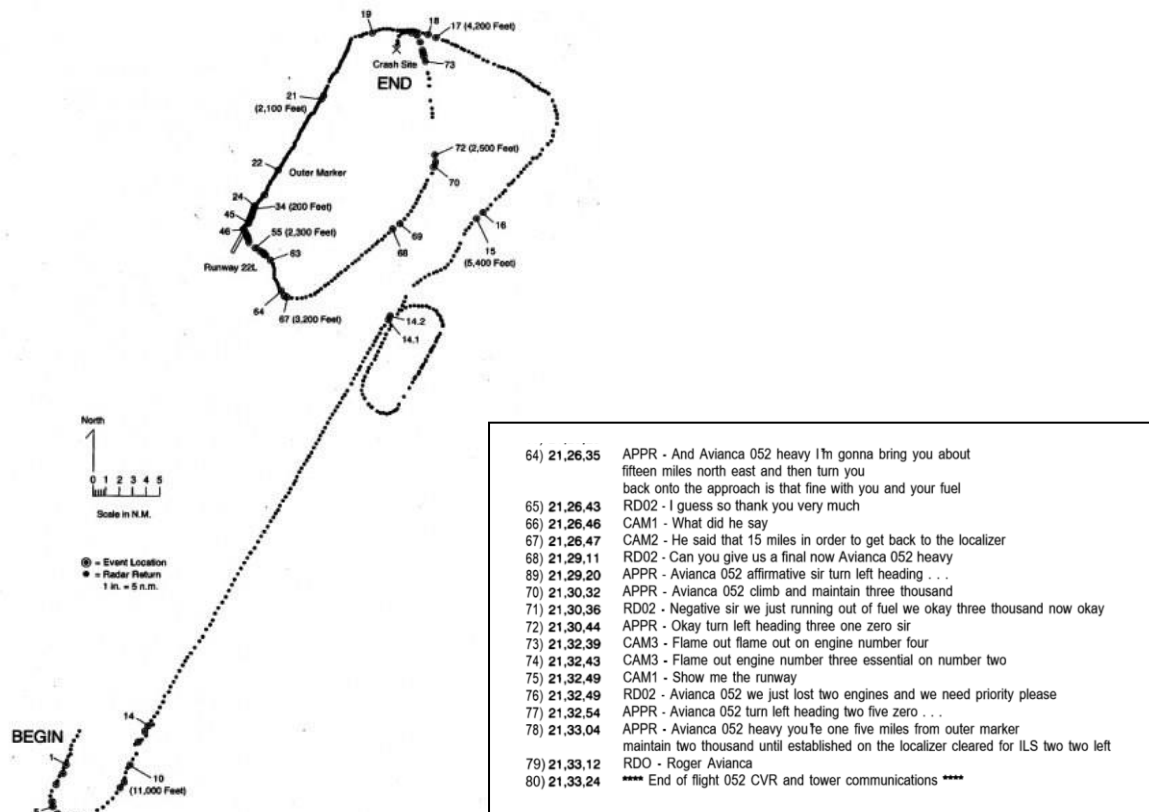 19
18
17 (4,200 Feet)
Crash Site
END
73
21
(2,100 Feet)
72 (2,500 Feet)
22
Outer Marker
70
24
34 (200 Feet)
16
45
69
46
55 (2,300 Feet)
68
15
(5,400 Feet)
63
Runway 22L
64
67 (3,200 Feet)
14.2
14.1
North
0 1 2 3 4 5
Scale in N.M.
= Event Location
= Radar Return
1 in. = 5 n.m.
14
BEGIN
1
10
(11,000 Feet)
64) 21,26,35 APPR - And Avianca 052 heavy I'm gonna bring you about
fifteen miles north east and then turn you
back onto the approach is that fine with you and your fuel
65) 21,26,43 RD02 - I guess so thank you very much
66) 21,26,46 CAM1 - What did he say
67) 21,26,47 CAM2 - He said that 15 miles in order to get back to the localizer
68) 21,29,11 RD02 - Can you give us a final now Avianca 052 heavy
89) 21,29,20 APPR - Avianca 052 affirmative sir turn left heading . . .
70) 21,30,32 APPR - Avianca 052 climb and maintain three thousand
71) 21,30,36 RD02 - Negative sir we just running out of fuel we okay three thousand now okay
72) 21,30,44 APPR - Okay turn left heading three one zero sir
73) 21,32,39 CAM3 - Flame out flame out on engine number four
74) 21,32,43 CAM3 - Flame out engine number three essential on number two
75) 21,32,49 CAM1 - Show me the runway
76) 21,32,49 RD02 - Avianca 052 we just lost two engines and we need priority please
77) 21,32,54 APPR - Avianca 052 turn left heading two five zero . . .
78) 21,33,04 APPR - Avianca 052 heavy you're one five miles from outer marker
maintain two thousand until established on the localizer cleared for ILS two two left
79) 21,33,12 RDO - Roger Avianca
80) 21,33,24 **** End of flight 052 CVR and tower communications ****